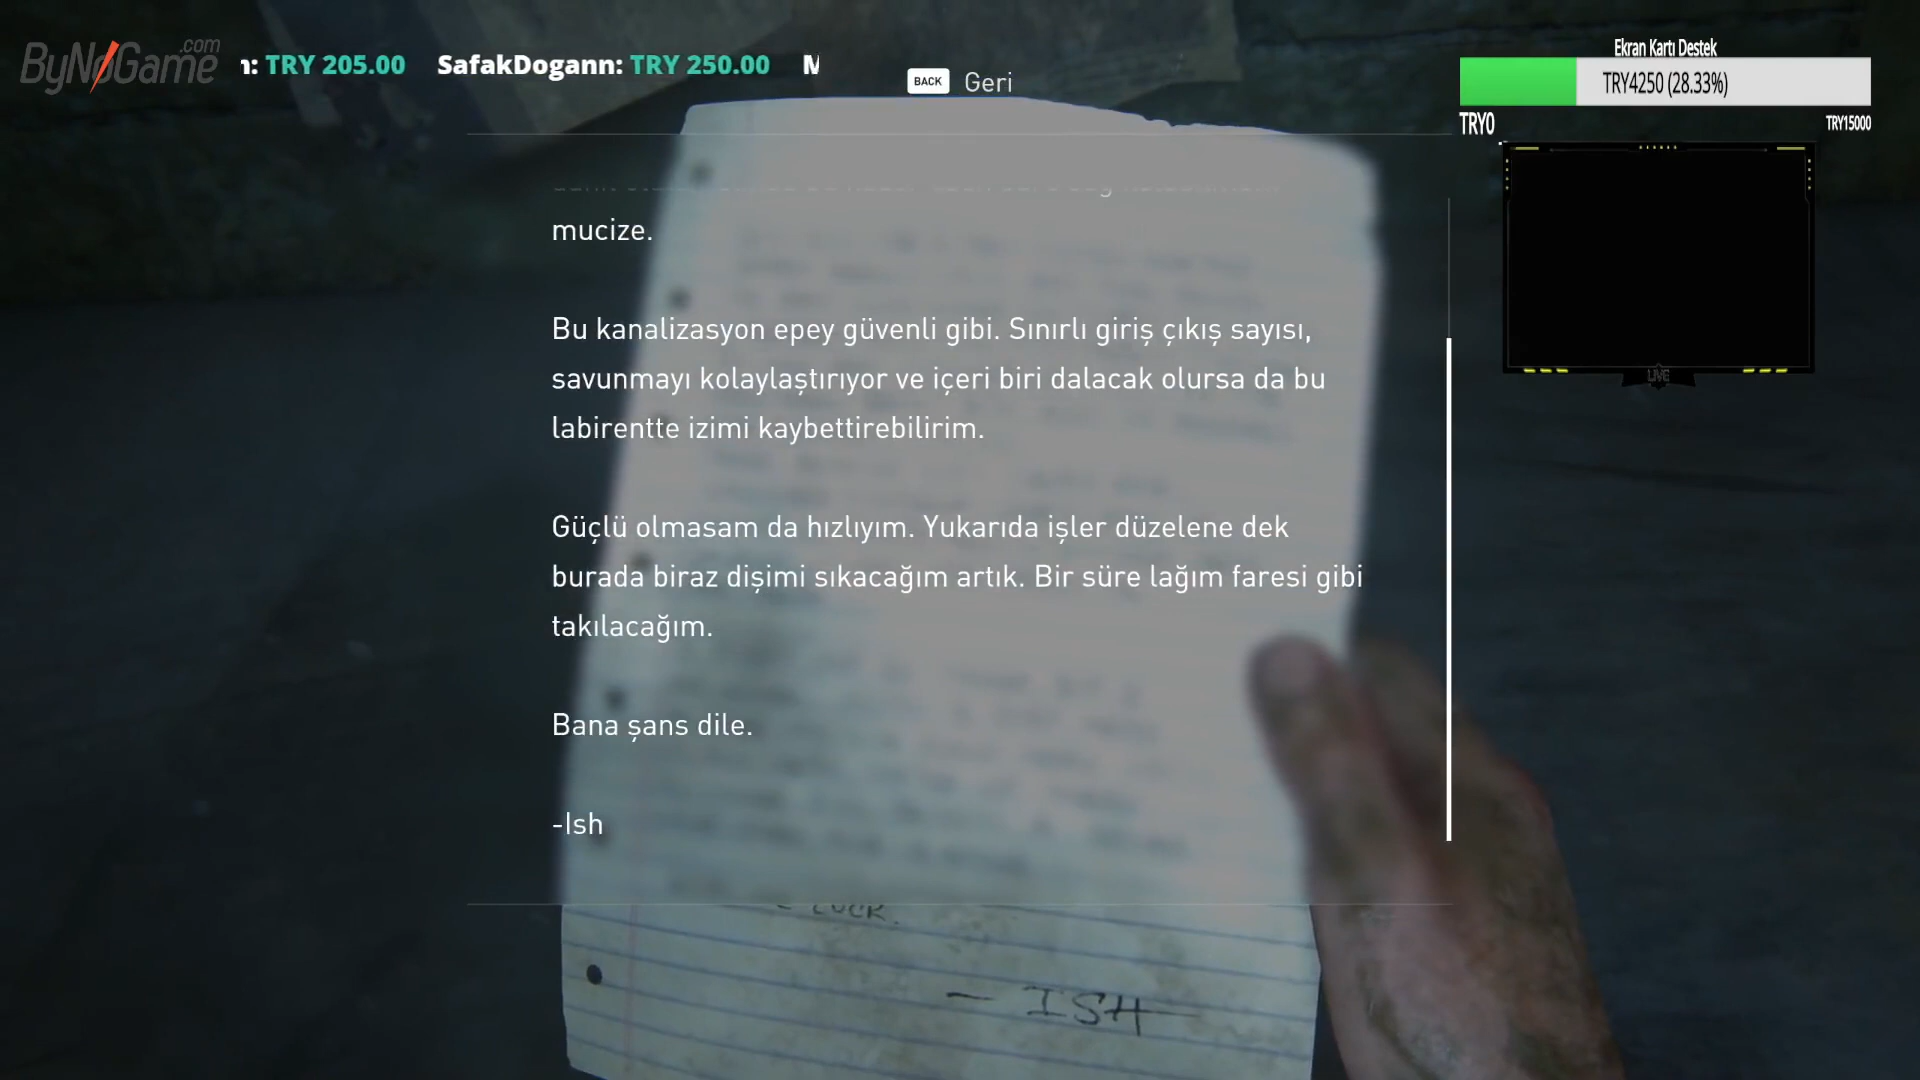 ByNoGame.com
n: TRY 205.00 SafakDogann: TRY 250.00 M
BACK Geri
Ekran Kartı Destek
TRY4250 (28.33%)
TRY0 TRY15000
LIVE
mucize.
Bu kanalizasyon epey güvenli gibi. Sınırlı giriş çıkış sayısı,
savunmayı kolaylaştırıyor ve içeri biri dalacak olursa da bu
labirentte izimi kaybettirebilirim.
Güçlü olmasam da hızlıyım. Yukarıda işler düzelene dek
burada biraz dişimi sıkacağım artık. Bir süre lağım faresi gibi
takılacağım.
Bana şans dile.
-Ish
LUCK.
- ISH